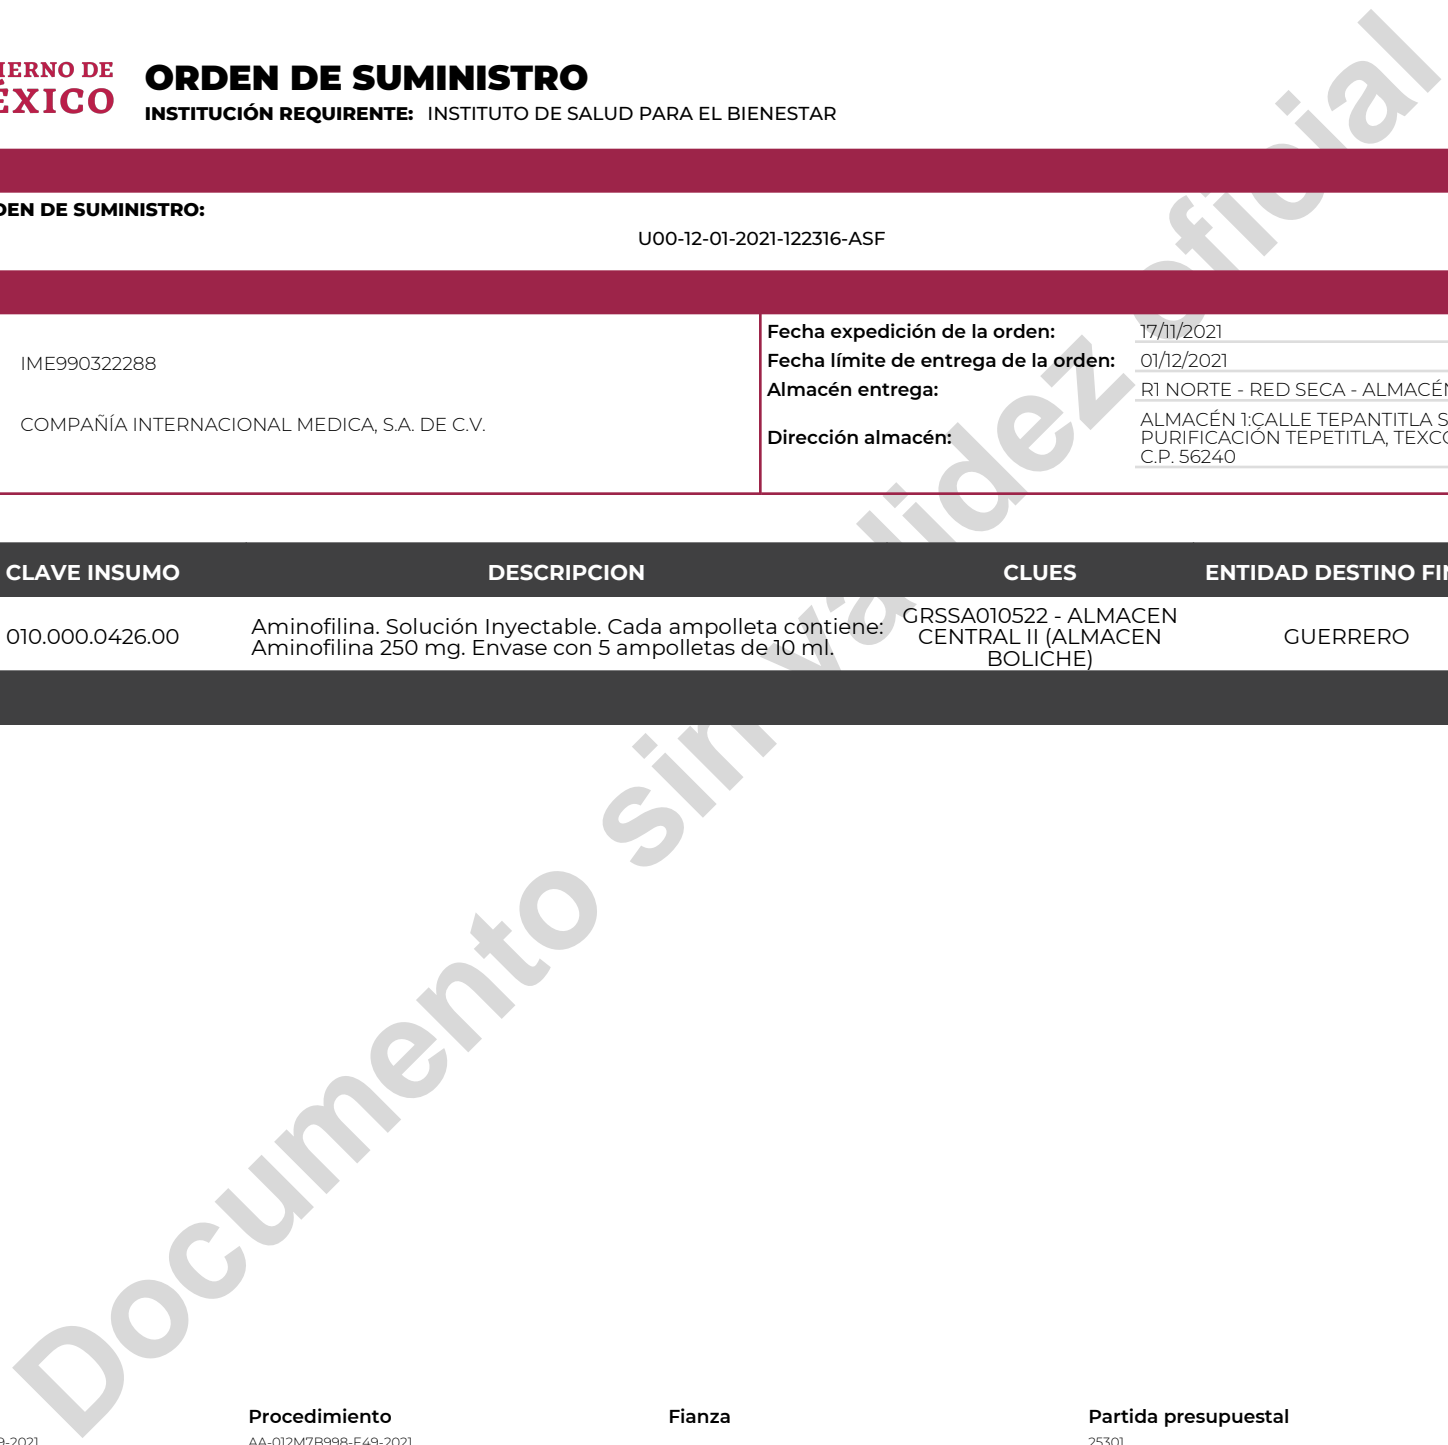 IERNO DE
ÉXICO
ORDEN DE SUMINISTRO
INSTITUCIÓN REQUIRENTE: INSTITUTO DE SALUD PARA EL BIENESTAR
DEN DE SUMINISTRO:
U00-12-01-2021-122316-ASF
IME990322288
COMPAÑÍA INTERNACIONAL MEDICA, S.A. DE C.V.
Fecha expedición de la orden: 17/11/2021
Fecha límite de entrega de la orden: 01/12/2021
Almacén entrega: R1 NORTE - RED SECA - ALMACÉN
Dirección almacén: ALMACÉN 1:CALLE TEPANTITLA S
PURIFICACIÓN TEPETITLA, TEXCO
C.P. 56240
CLAVE INSUMO DESCRIPCION CLUES ENTIDAD DESTINO FIN
010.000.0426.00
Aminofilina. Solución Inyectable. Cada ampolleta contiene:
Aminofilina 250 mg. Envase con 5 ampolletas de 10 ml.
GRSSA010522 - ALMACEN
CENTRAL II (ALMACEN
BOLICHE)
GUERRERO
Documento sin validez oficial
Procedimiento Fianza Partida presupuestal
9-2021 AA-012M7B998-E49-2021 25301